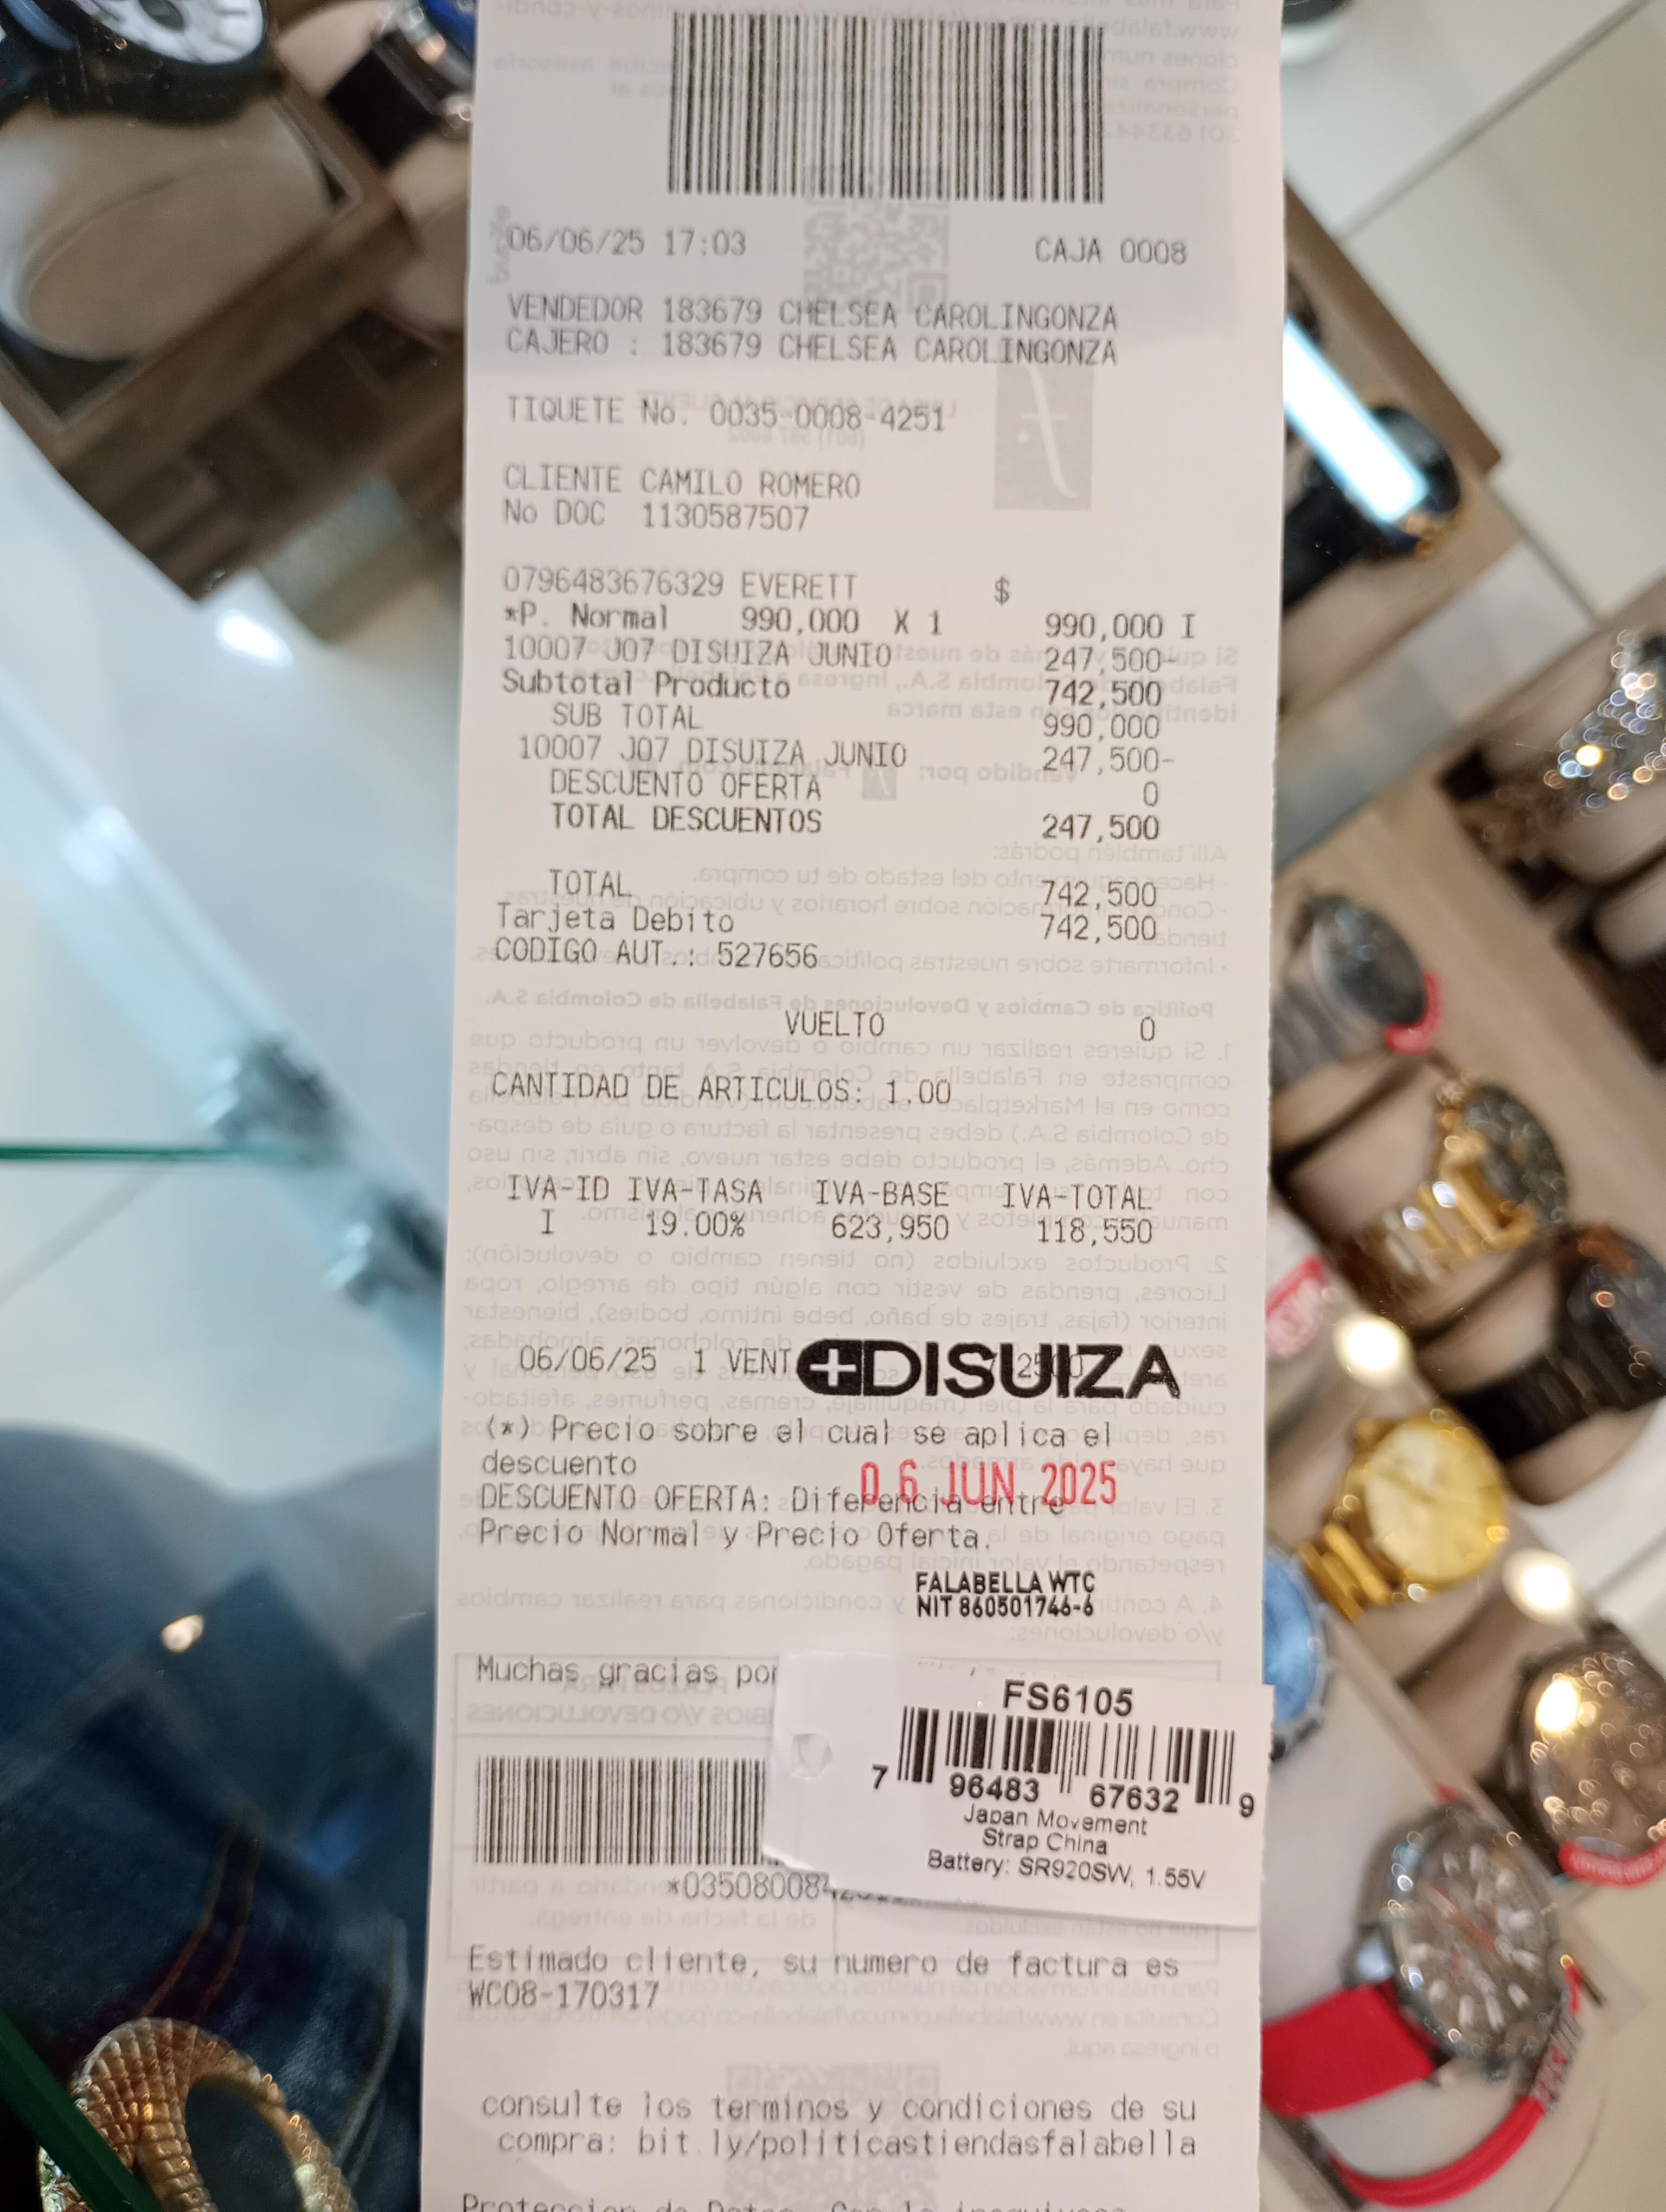 06/06/25 17:03 CAJA 0008
VENDEDOR 183679 CHELSEA CAROLINGONZA
CAJERO : 183679 CHELSEA CAROLINGONZA
TIQUETE No. 0035-0008-4251
CLIENTE CAMILO ROMERO
No DOC 1130587507
0796483676329 EVERETT $
*P. Normal 990,000 X 1 990,000 I
10007 J07 DISUIZA JUNIO 247,500-
Subtotal Producto 742,500
SUB TOTAL 990,000
10007 J07 DISUIZA JUNIO 247,500-
DESCUENTO OFERTA 0
TOTAL DESCUENTOS 247,500
TOTAL 742,500
Tarjeta Debito 742,500
CODIGO AUT.: 527656
VUELTO 0
CANTIDAD DE ARTICULOS: 1.00
IVA-ID IVA-TASA IVA-BASE IVA-TOTAL
I 19.00% 623,950 118,550
06/06/25 1 VENT
DISUIZA
(*) Precio sobre el cual se aplica el
descuento
06 JUN 2025
DESCUENTO OFERTA: Diferencia entre
Precio Normal y Precio Oferta.
FALABELLA WTC
NIT 860501746-6
Muchas gracias por
FS6105
7 96483 67632 9
Japan Movement
Strap China
Battery: SR920SW, 1.55V
Estimado cliente, su numero de factura es
WC08-170317
consulte los terminos y condiciones de su
compra: bit.ly/politicastiendasfalabella